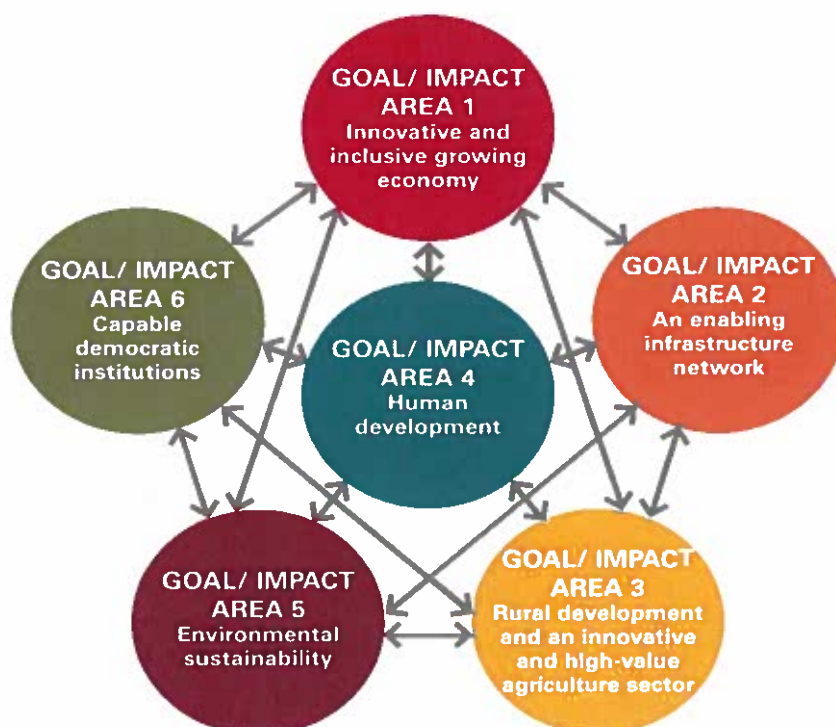 GOAL/ IMPACT
AREA 1
Innovative and
inclusive growing
economy
GOAL/ IMPACT
AREA 6
Capable
democratic
institutions
GOAL/ IMPACT
AREA 2
An enabling
infrastructure
network
GOAL/ IMPACT
AREA 4
Human
development
GOAL/ IMPACT
AREA 5
Environmental
sustainability
GOAL/ IMPACT
AREA 3
Rural development
and an innovative
and high-value
agriculture sector